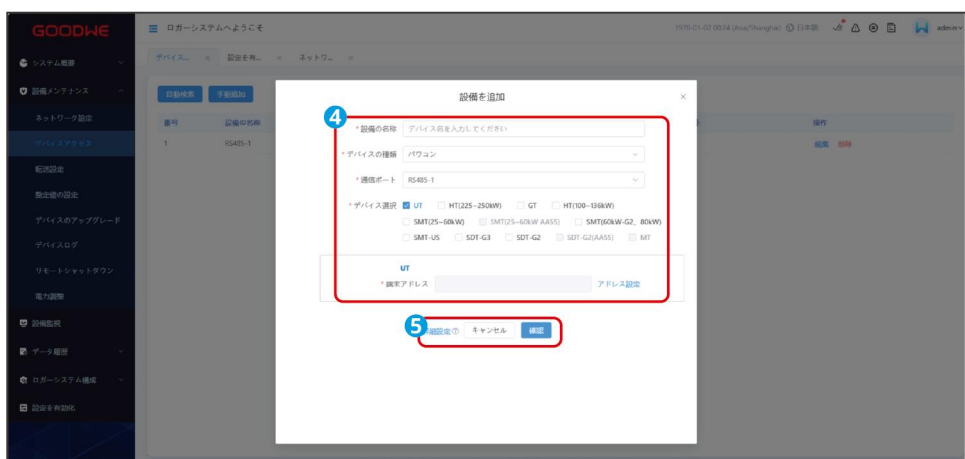 GOODWE
ロガーシステムへようこそ
1970-01-02 00:24 (Asia/Shanghai) 日本語 admin
システム概要
デバイス...
設定を有...
ネットワ...
設備メンテナンス
自動検索 手動追加
ネットワーク設定
番号 設備の名称 操作
デバイスアクセス
1 RS485-1 編集 削除
転送設定
整定値の設定
デバイスのアップグレード
デバイスログ
リモートシャットダウン
電力調整
設備監視
データ履歴
ロガーシステム構成
設定を有効化
設備を追加
4
* 設備の名称 デバイス名を入力してください
* デバイスの種類 パワコン
* 通信ポート RS485-1
* デバイス選択 UT HT(225~250kW) GT HT(100~136kW)
SMT(25~60kW) SMT(25~60kW AA55) SMT(60kW-G2、80kW)
SMT-US SDT-G3 SDT-G2 SDT-G2(AA55) MT
UT
* 端末アドレス アドレス設定
5
詳細設定 キャンセル 確認